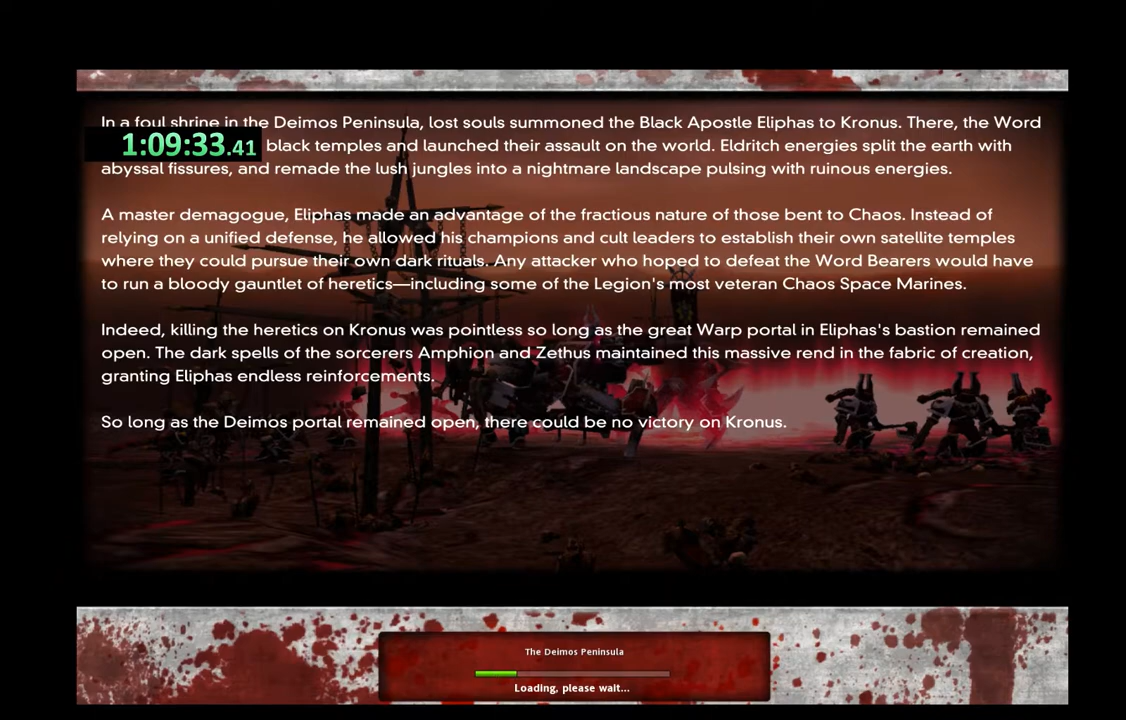 In a foul shrine in the Deimos Peninsula, lost souls summoned the Black Apostle Eliphas to Kronus. There, the Word
1:09:33.41 black temples and launched their assault on the world. Eldritch energies split the earth with
abyssal fissures, and remade the lush jungles into a nightmare landscape pulsing with ruinous energies.
A master demagogue, Eliphas made an advantage of the fractious nature of those bent to Chaos. Instead of
relying on a unified defense, he allowed his champions and cult leaders to establish their own satellite temples
where they could pursue their own dark rituals. Any attacker who hoped to defeat the Word Bearers would have
to run a bloody gauntlet of heretics—including some of the Legion's most veteran Chaos Space Marines.
Indeed, killing the heretics on Kronus was pointless so long as the great Warp portal in Eliphas's bastion remained
open. The dark spells of the sorcerers Amphion and Zethus maintained this massive rend in the fabric of creation,
granting Eliphas endless reinforcements.
So long as the Deimos portal remained open, there could be no victory on Kronus.
The Deimos Peninsula
Loading, please wait...